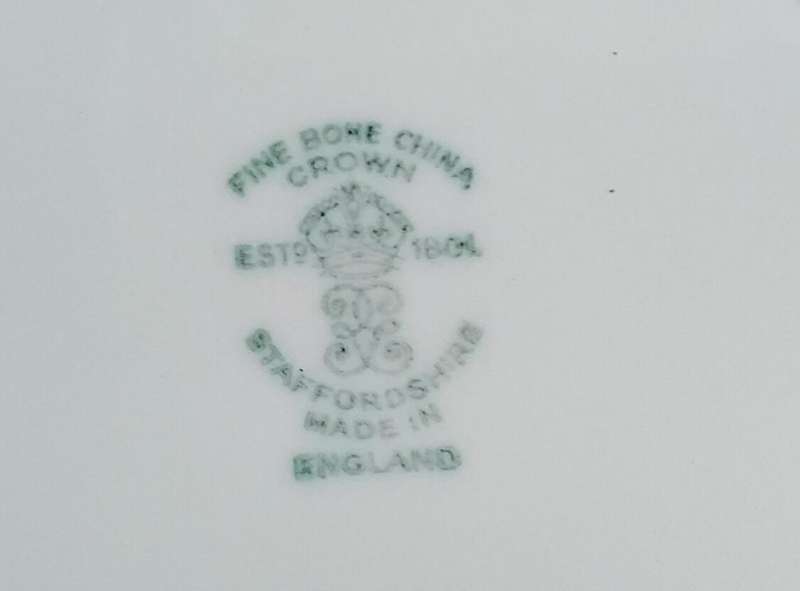 FINE BONE CHINA
CROWN
ESTD 1801
STAFFORDSHIRE
MADE IN
ENGLAND